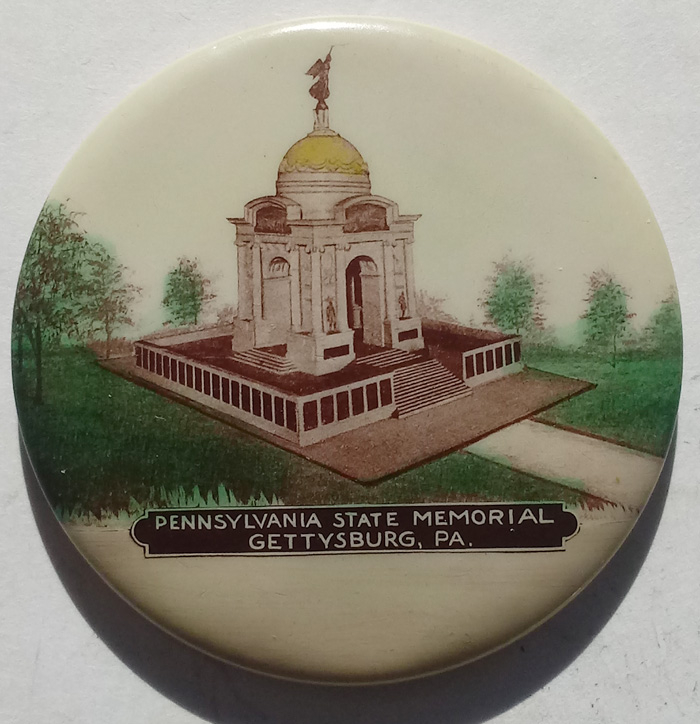 PENNSYLVANIA STATE MEMORIAL
GETTYSBURG, PA.